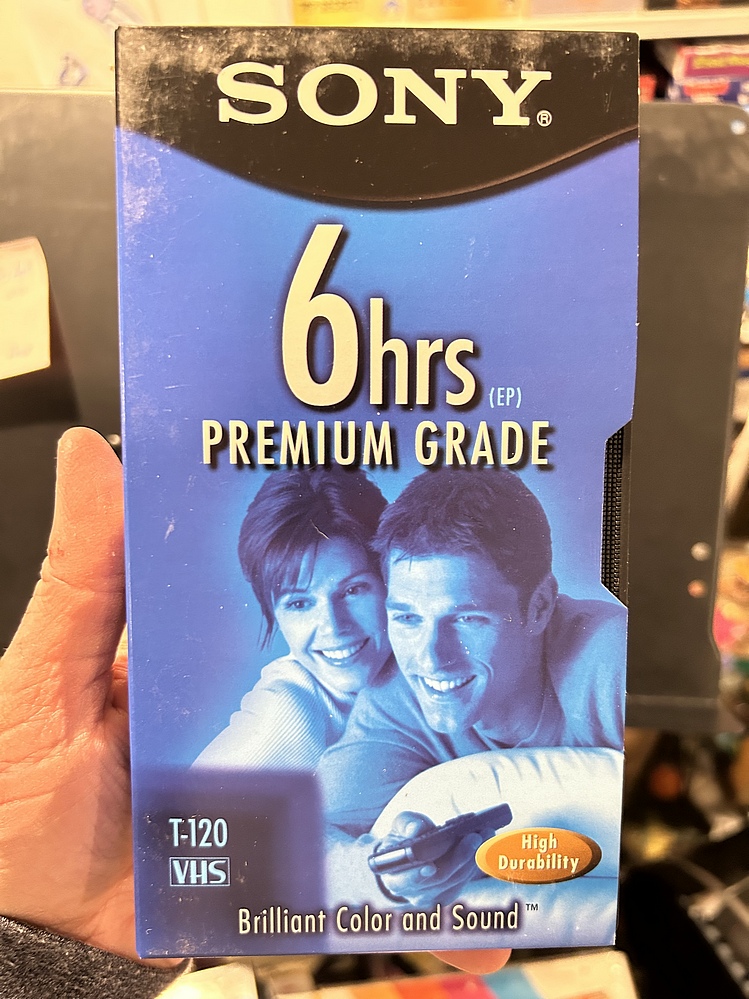 SONY®
6hrs (EP)
PREMIUM GRADE
T-120
VHS
High
Durability
Brilliant Color and Sound™